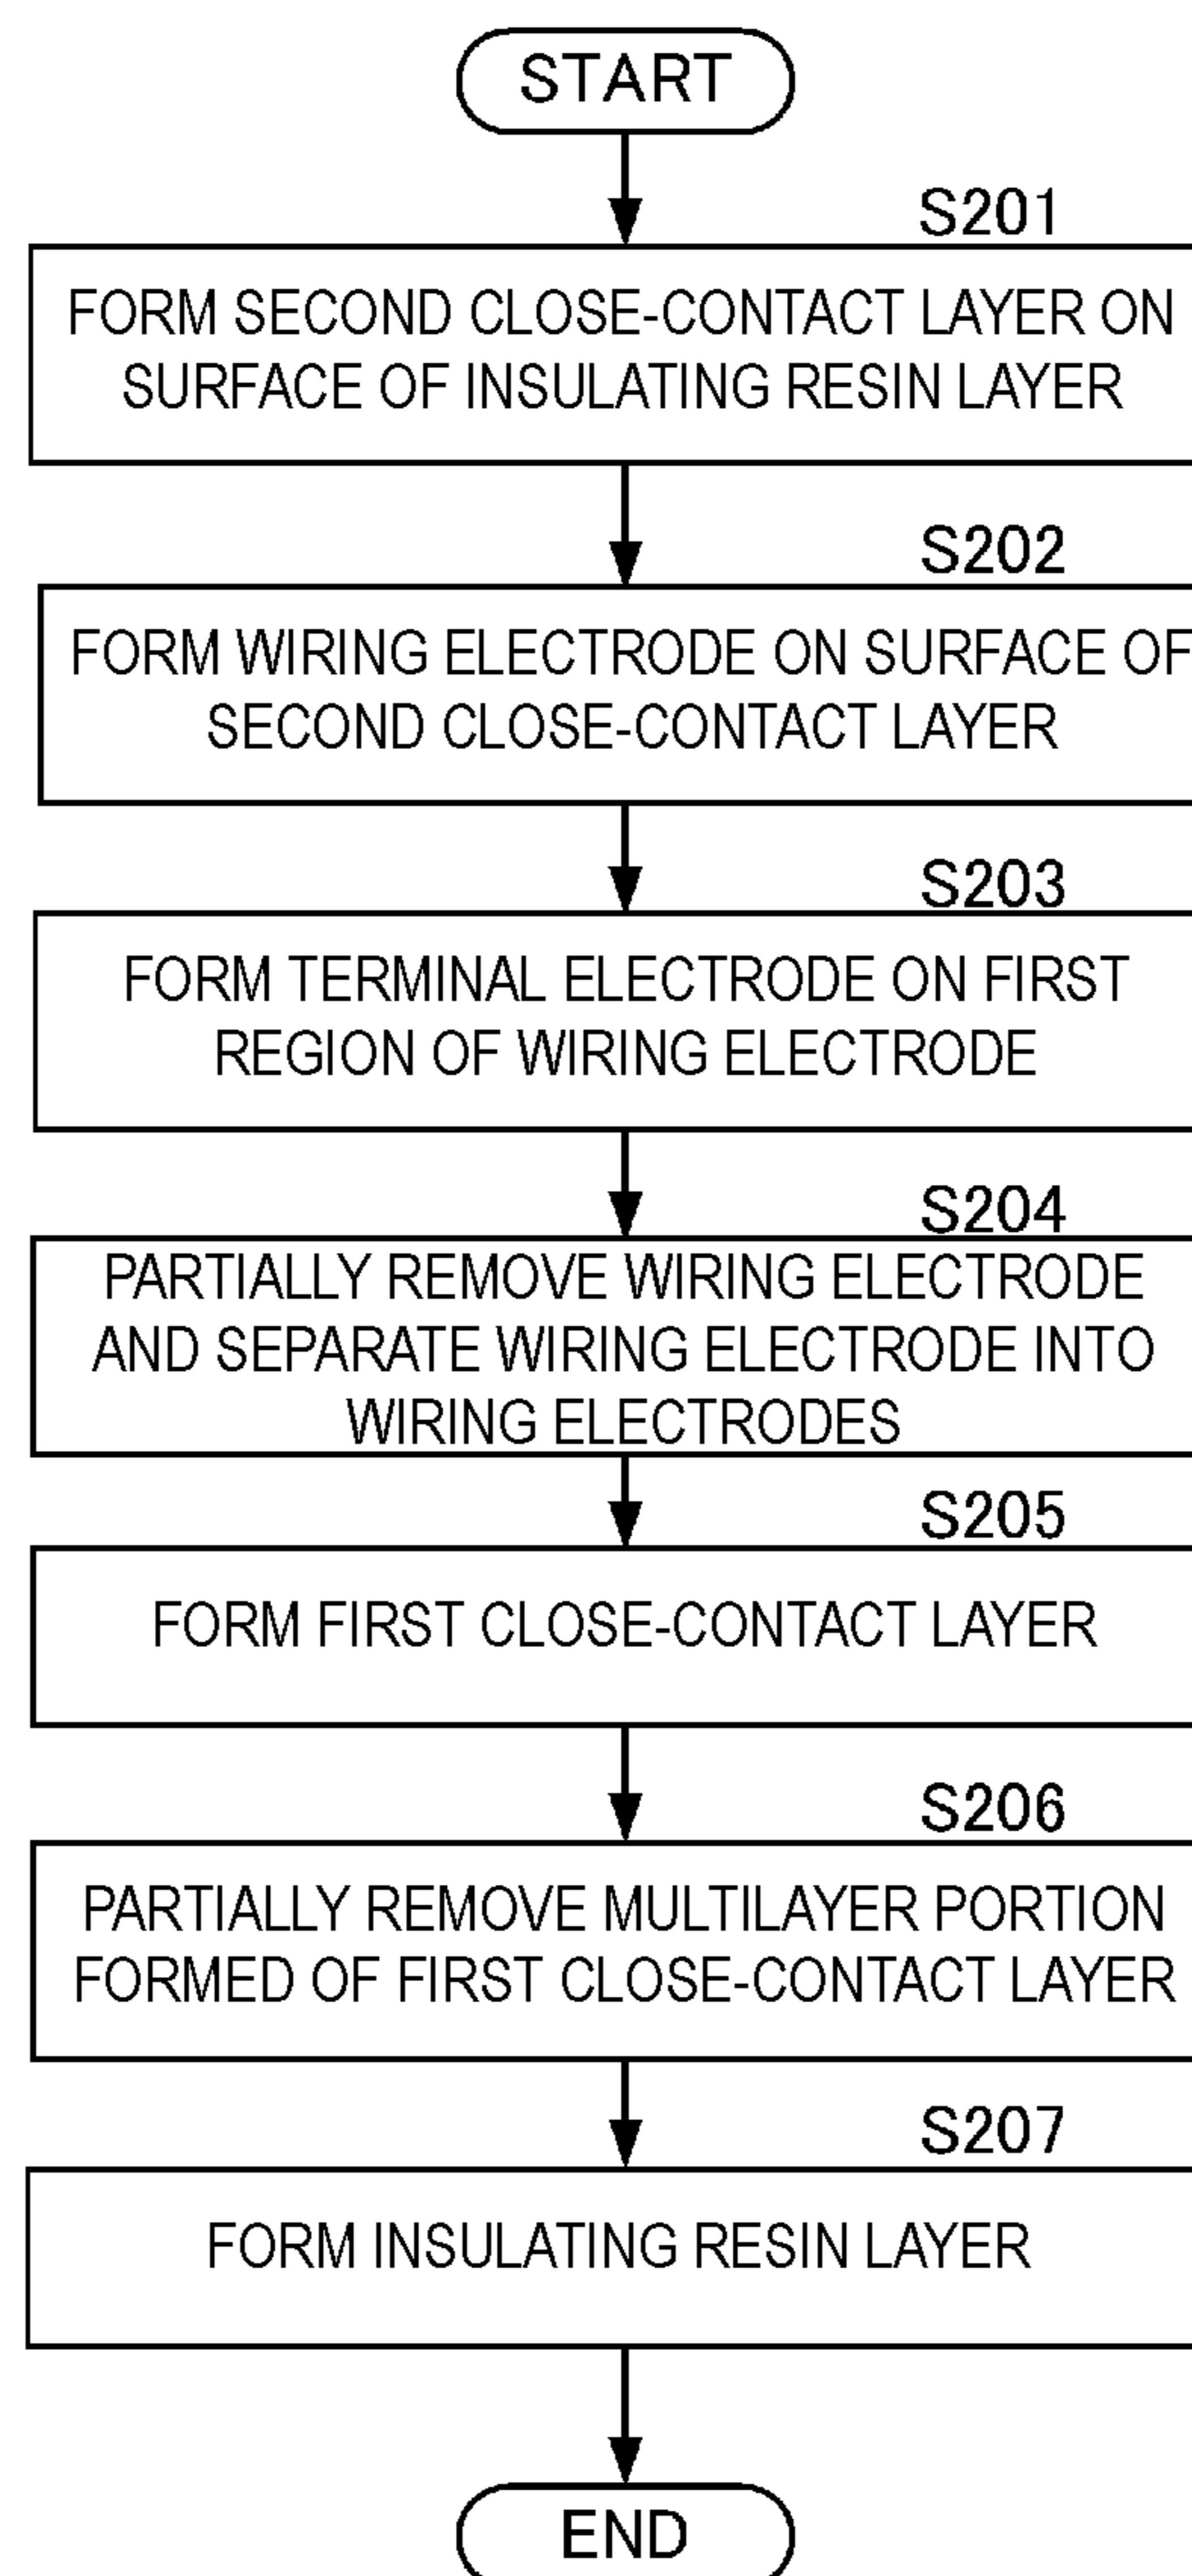 START
S201
FORM SECOND CLOSE-CONTACT LAYER ON
SURFACE OF INSULATING RESIN LAYER
S202
FORM WIRING ELECTRODE ON SURFACE OF
SECOND CLOSE-CONTACT LAYER
S203
FORM TERMINAL ELECTRODE ON FIRST
REGION OF WIRING ELECTRODE
S204
PARTIALLY REMOVE WIRING ELECTRODE
AND SEPARATE WIRING ELECTRODE INTO
WIRING ELECTRODES
S205
FORM FIRST CLOSE-CONTACT LAYER
S206
PARTIALLY REMOVE MULTILAYER PORTION
FORMED OF FIRST CLOSE-CONTACT LAYER
S207
FORM INSULATING RESIN LAYER
END